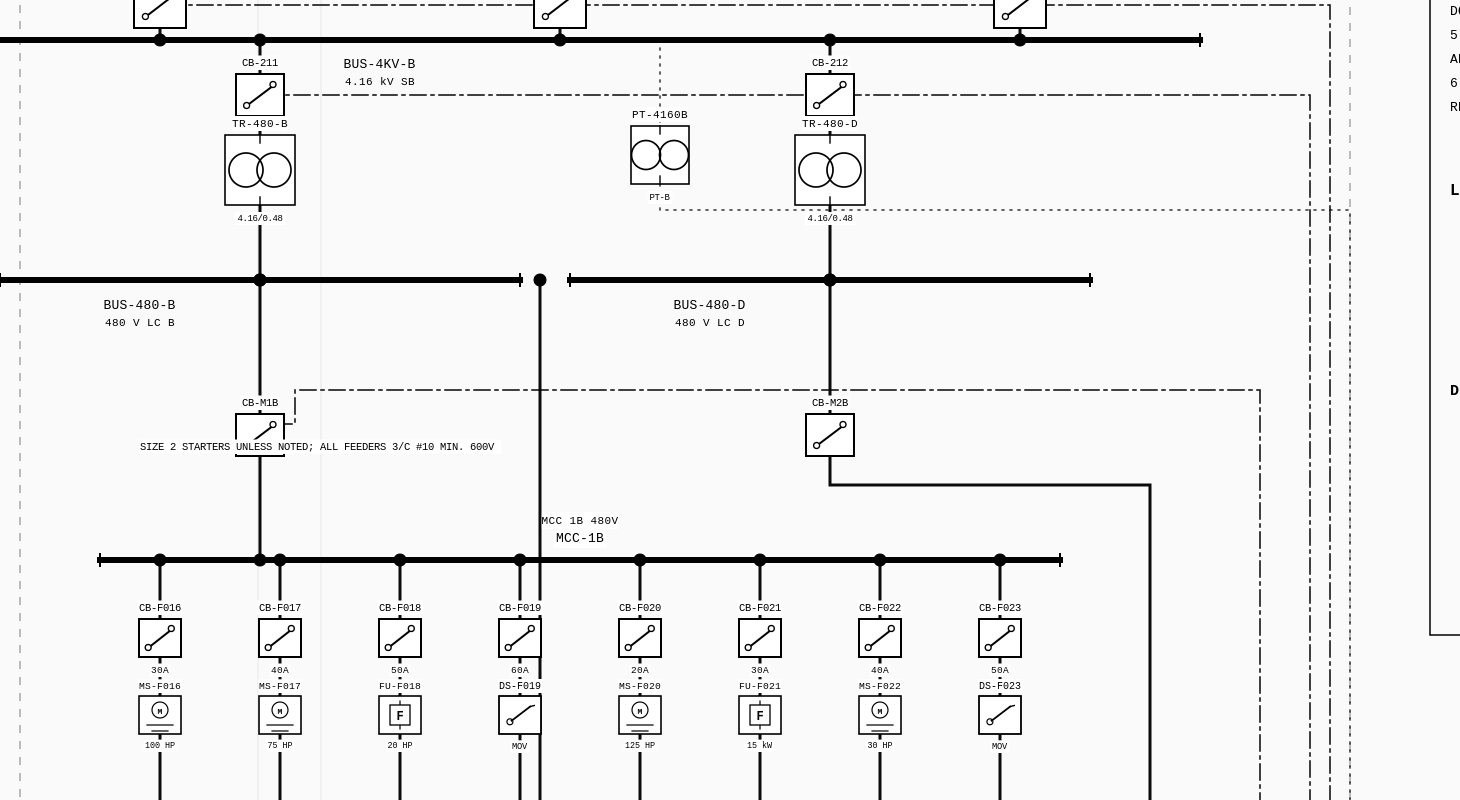 DC
5
AI
6
RE
CB-211
BUS-4KV-B
4.16 kV SB
CB-212
TR-480-B
PT-4160B
TR-480-D
PT-B
4.16/0.48
4.16/0.48
L
BUS-480-B
480 V LC B
BUS-480-D
480 V LC D
D
CB-M1B
CB-M2B
SIZE 2 STARTERS UNLESS NOTED; ALL FEEDERS 3/C #10 MIN. 600V
MCC 1B 480V
MCC-1B
CB-F016 CB-F017 CB-F018 CB-F019 CB-F020 CB-F021 CB-F022 CB-F023
30A 40A 50A 60A 20A 30A 40A 50A
MS-F016 MS-F017 FU-F018 DS-F019 MS-F020 FU-F021 MS-F022 DS-F023
M M F M F M
100 HP 75 HP 20 HP MOV 125 HP 15 kW 30 HP MOV